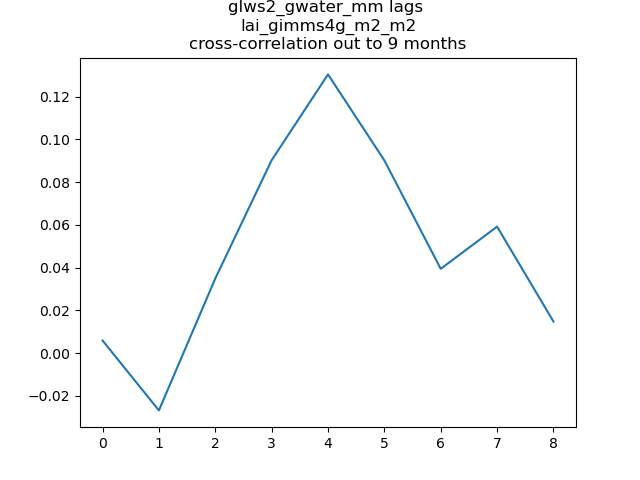 glws2_gwater_mm lags
lai_gimms4g_m2_m2
cross-correlation out to 9 months
0.12
0.10
0.08
0.06
0.04
0.02
0.00
−0.02
0 1 2 3 4 5 6 7 8